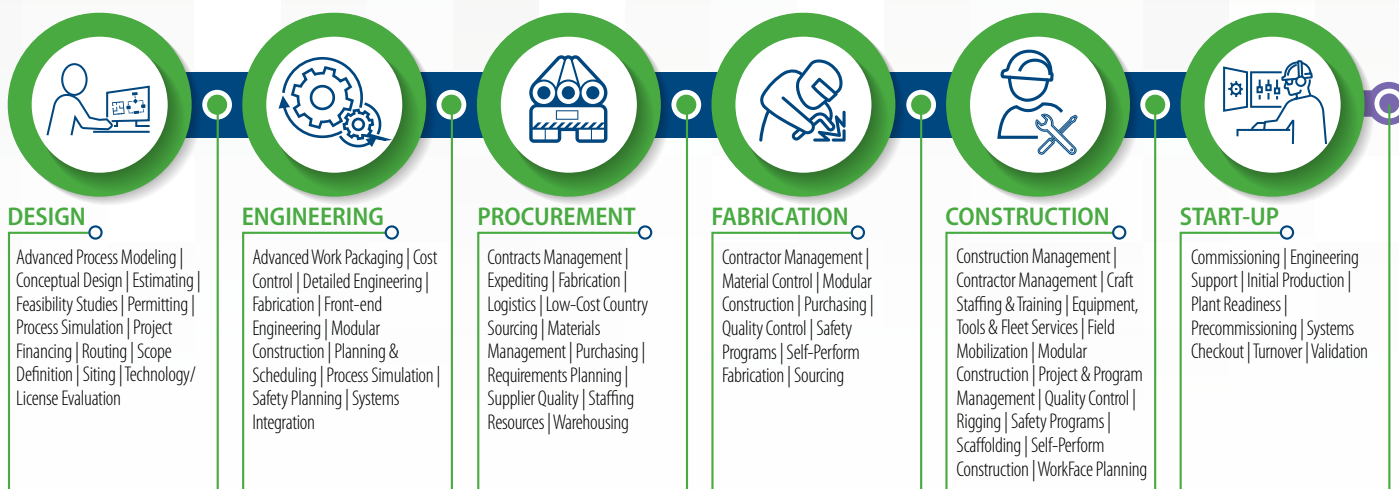 DESIGN
Advanced Process Modeling |
Conceptual Design | Estimating |
Feasibility Studies | Permitting |
Process Simulation | Project
Financing | Routing | Scope
Definition | Siting | Technology/
License Evaluation
ENGINEERING
Advanced Work Packaging | Cost
Control | Detailed Engineering |
Fabrication | Front-end
Engineering | Modular
Construction | Planning &
Scheduling | Process Simulation |
Safety Planning | Systems
Integration
PROCUREMENT
Contracts Management |
Expediting | Fabrication |
Logistics | Low-Cost Country
Sourcing | Materials
Management | Purchasing |
Requirements Planning |
Supplier Quality | Staffing
Resources | Warehousing
FABRICATION
Contractor Management |
Material Control | Modular
Construction | Purchasing |
Quality Control | Safety
Programs | Self-Perform
Fabrication | Sourcing
CONSTRUCTION
Construction Management |
Contractor Management | Craft
Staffing & Training | Equipment,
Tools & Fleet Services | Field
Mobilization | Modular
Construction | Project & Program
Management | Quality Control |
Rigging | Safety Programs |
Scaffolding | Self-Perform
Construction | WorkFace Planning
START-UP
Commissioning | Engineering
Support | Initial Production |
Plant Readiness |
Precommissioning | Systems
Checkout | Turnover | Validation